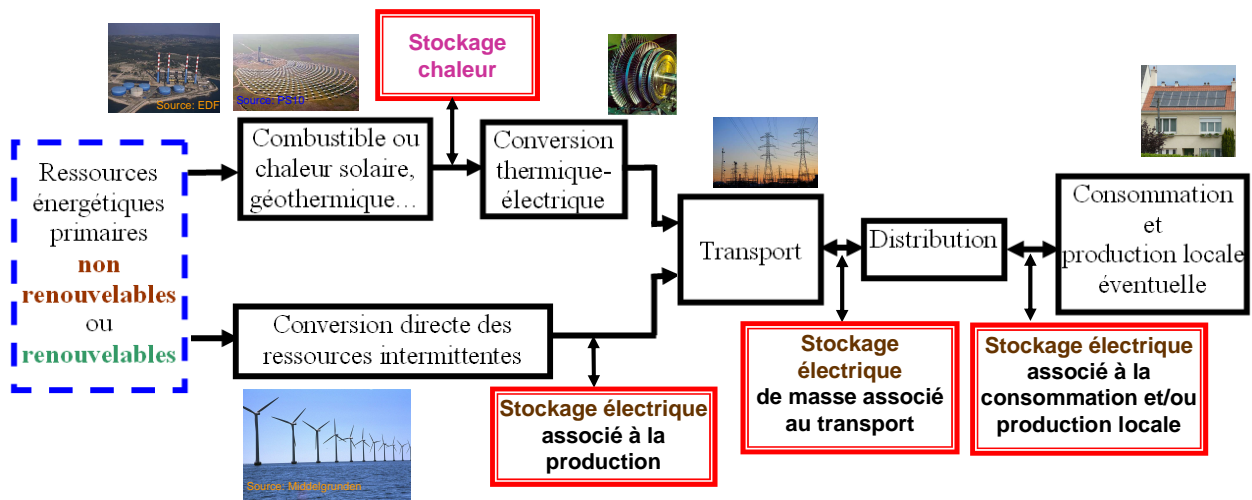 Stockage
chaleur
Source: EDF
Source: PS10
Ressources
énergétiques
primaires
non
renouvelables
ou
renouvelables
Combustible ou
chaleur solaire,
géothermique…
Conversion
thermique-
électrique
Transport
Distribution
Consommation
et
production locale
éventuelle
Conversion directe des
ressources intermittentes
Stockage électrique
associé à la
production
Stockage
électrique
de masse associé
au transport
Stockage électrique
associé à la
consommation et/ou
production locale
Source: Middelgrunden